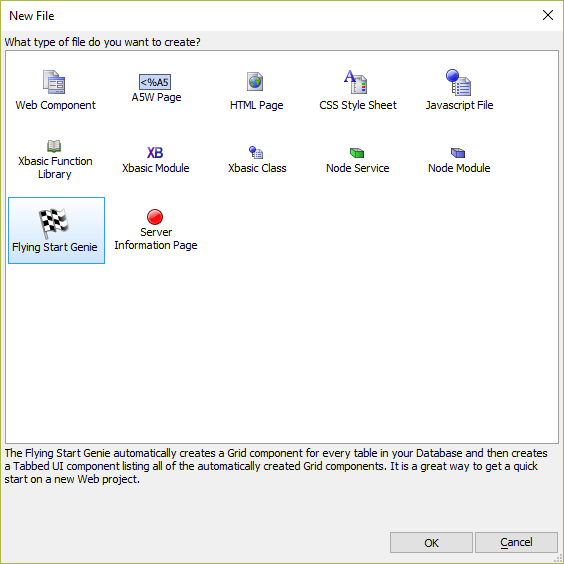 New File
What type of file do you want to create?
<%A5
Web Component
A5W Page
HTML Page
CSS Style Sheet
Javascript File
XB
Xbasic Function
Library
Xbasic Module
Xbasic Class
Node Service
Node Module
Flying Start Genie
Server
Information Page
The Flying Start Genie automatically creates a Grid component for every table in your Database and then creates
a Tabbed UI component listing all of the automatically created Grid components. It is a great way to get a quick
start on a new Web project.
OK
Cancel